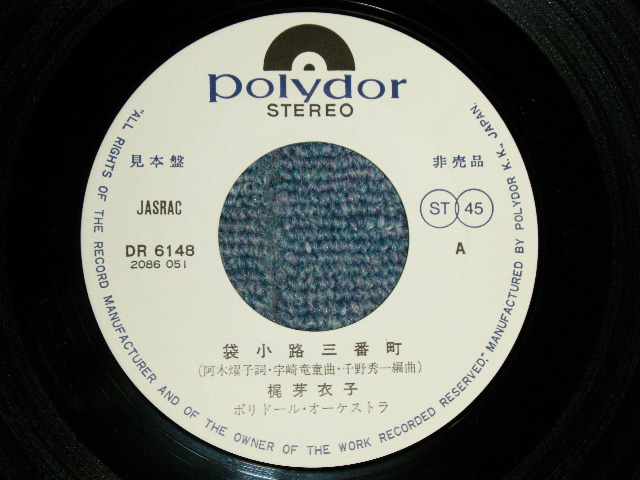 polydor
STEREO
見本盤
非売品
JASRAC
ST 45
DR 6148
2086 051
A
袋小路三番町
(阿木燿子詞・宇崎竜童曲・千野秀一編曲)
梶芽衣子
ポリドール・オーケストラ
"ALL RIGHTS OF THE RECORD MANUFACTURER AND OF THE OWNER OF THE WORK RECORDED RESERVED." MANUFACTURED BY POLYDOR K. K., JAPAN.